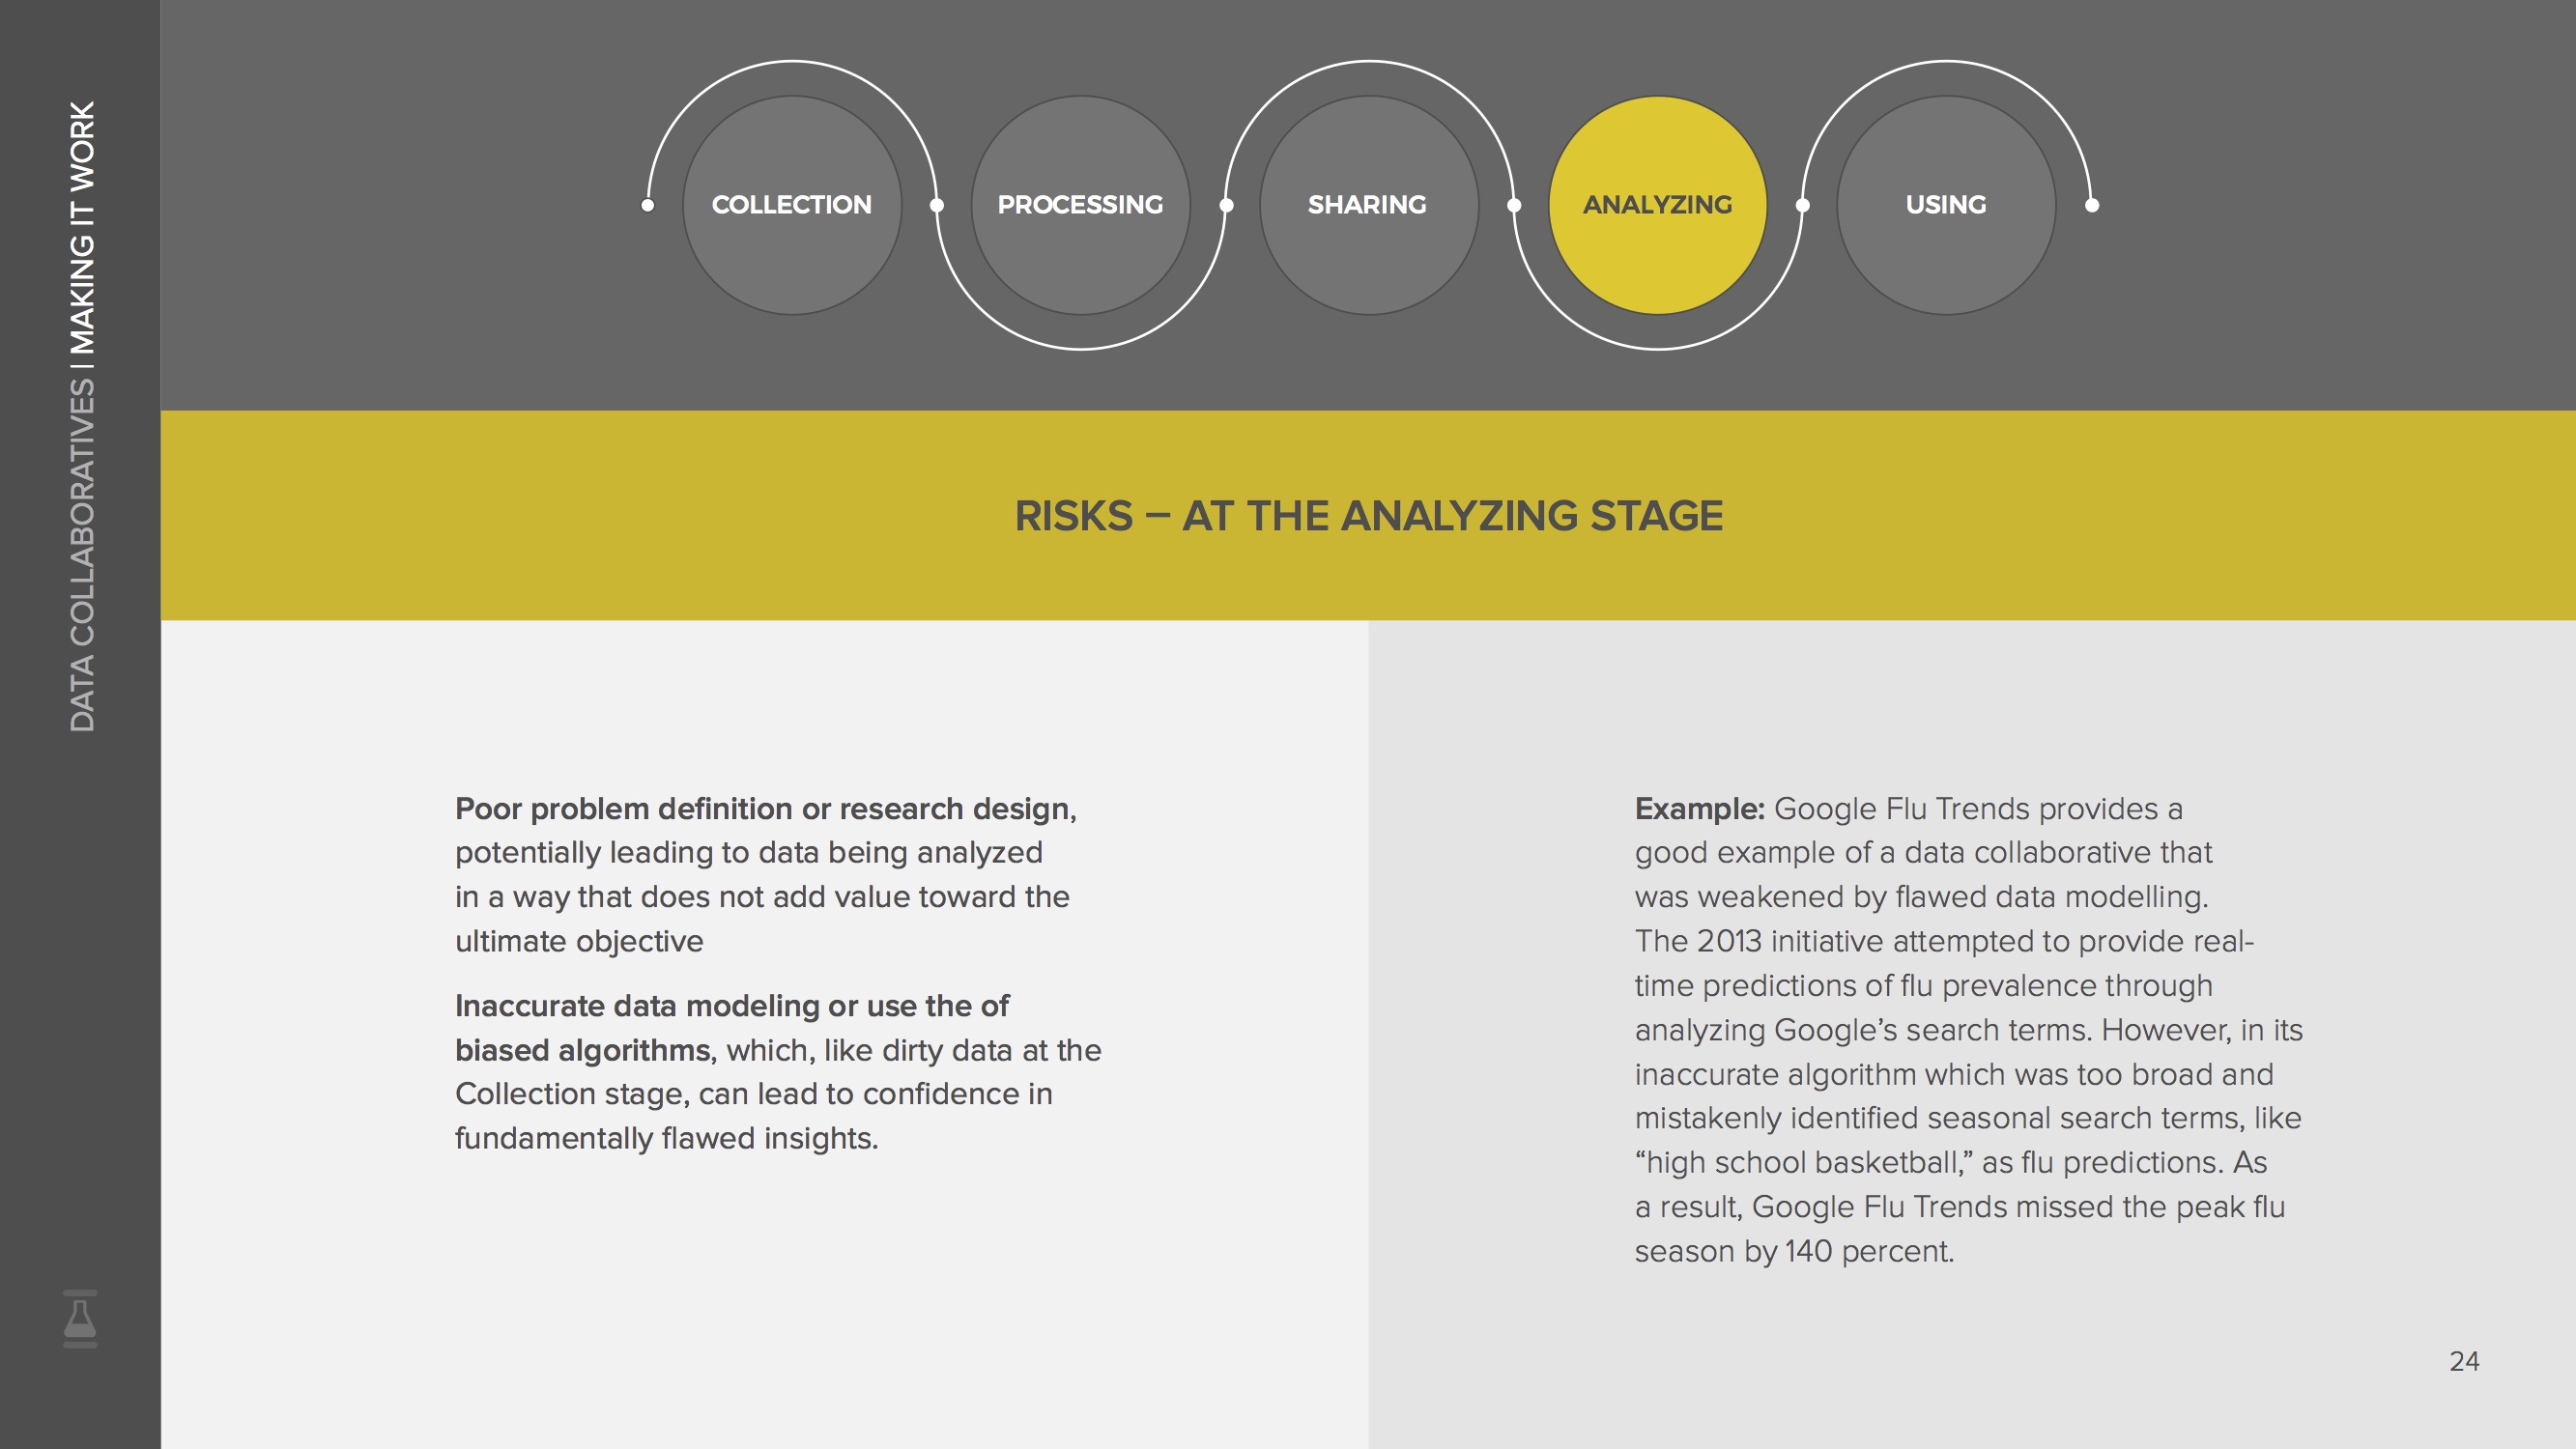 DATA COLLABORATIVES | MAKING IT WORK
COLLECTION
PROCESSING
SHARING
ANALYZING
USING
RISKS – AT THE ANALYZING STAGE
Poor problem definition or research design,
potentially leading to data being analyzed
in a way that does not add value toward the
ultimate objective
Inaccurate data modeling or use the of
biased algorithms, which, like dirty data at the
Collection stage, can lead to confidence in
fundamentally flawed insights.
Example: Google Flu Trends provides a
good example of a data collaborative that
was weakened by flawed data modelling.
The 2013 initiative attempted to provide real-
time predictions of flu prevalence through
analyzing Google’s search terms. However, in its
inaccurate algorithm which was too broad and
mistakenly identified seasonal search terms, like
“high school basketball,” as flu predictions. As
a result, Google Flu Trends missed the peak flu
season by 140 percent.
24